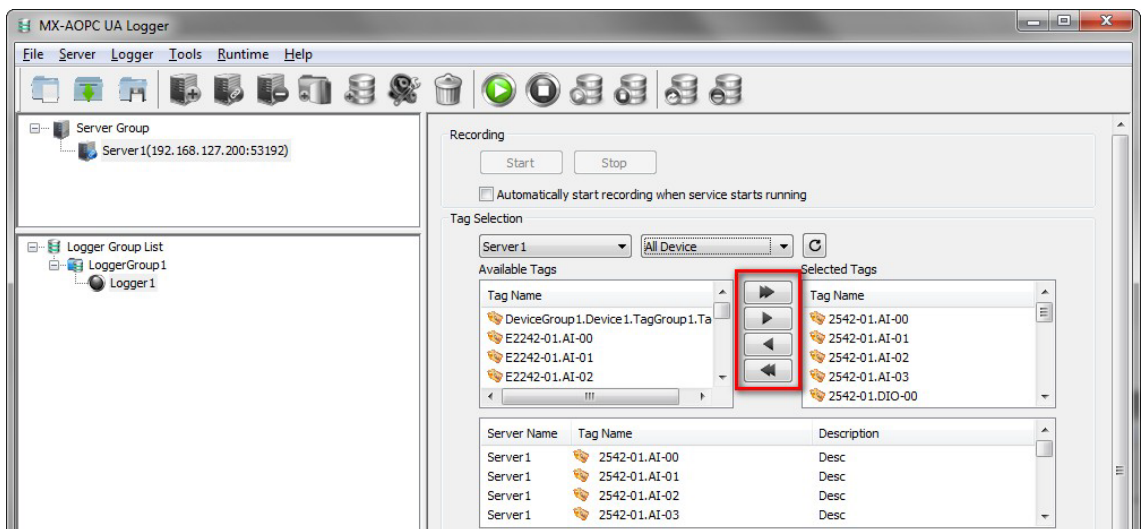 MX-AOPC UA Logger
File Server Logger Tools Runtime Help
Server Group
Server1(192.168.127.200:53192)
Logger Group List
LoggerGroup1
Logger1
Recording
Start Stop
Automatically start recording when service starts running
Tag Selection
Server1 All Device
Available Tags Selected Tags
Tag Name Tag Name
DeviceGroup1.Device1.TagGroup1.Ta 2542-01.AI-00
E2242-01.AI-00 2542-01.AI-01
E2242-01.AI-01 2542-01.AI-02
E2242-01.AI-02 2542-01.AI-03
2542-01.DIO-00
Server Name Tag Name Description
Server1 2542-01.AI-00 Desc
Server1 2542-01.AI-01 Desc
Server1 2542-01.AI-02 Desc
Server1 2542-01.AI-03 Desc